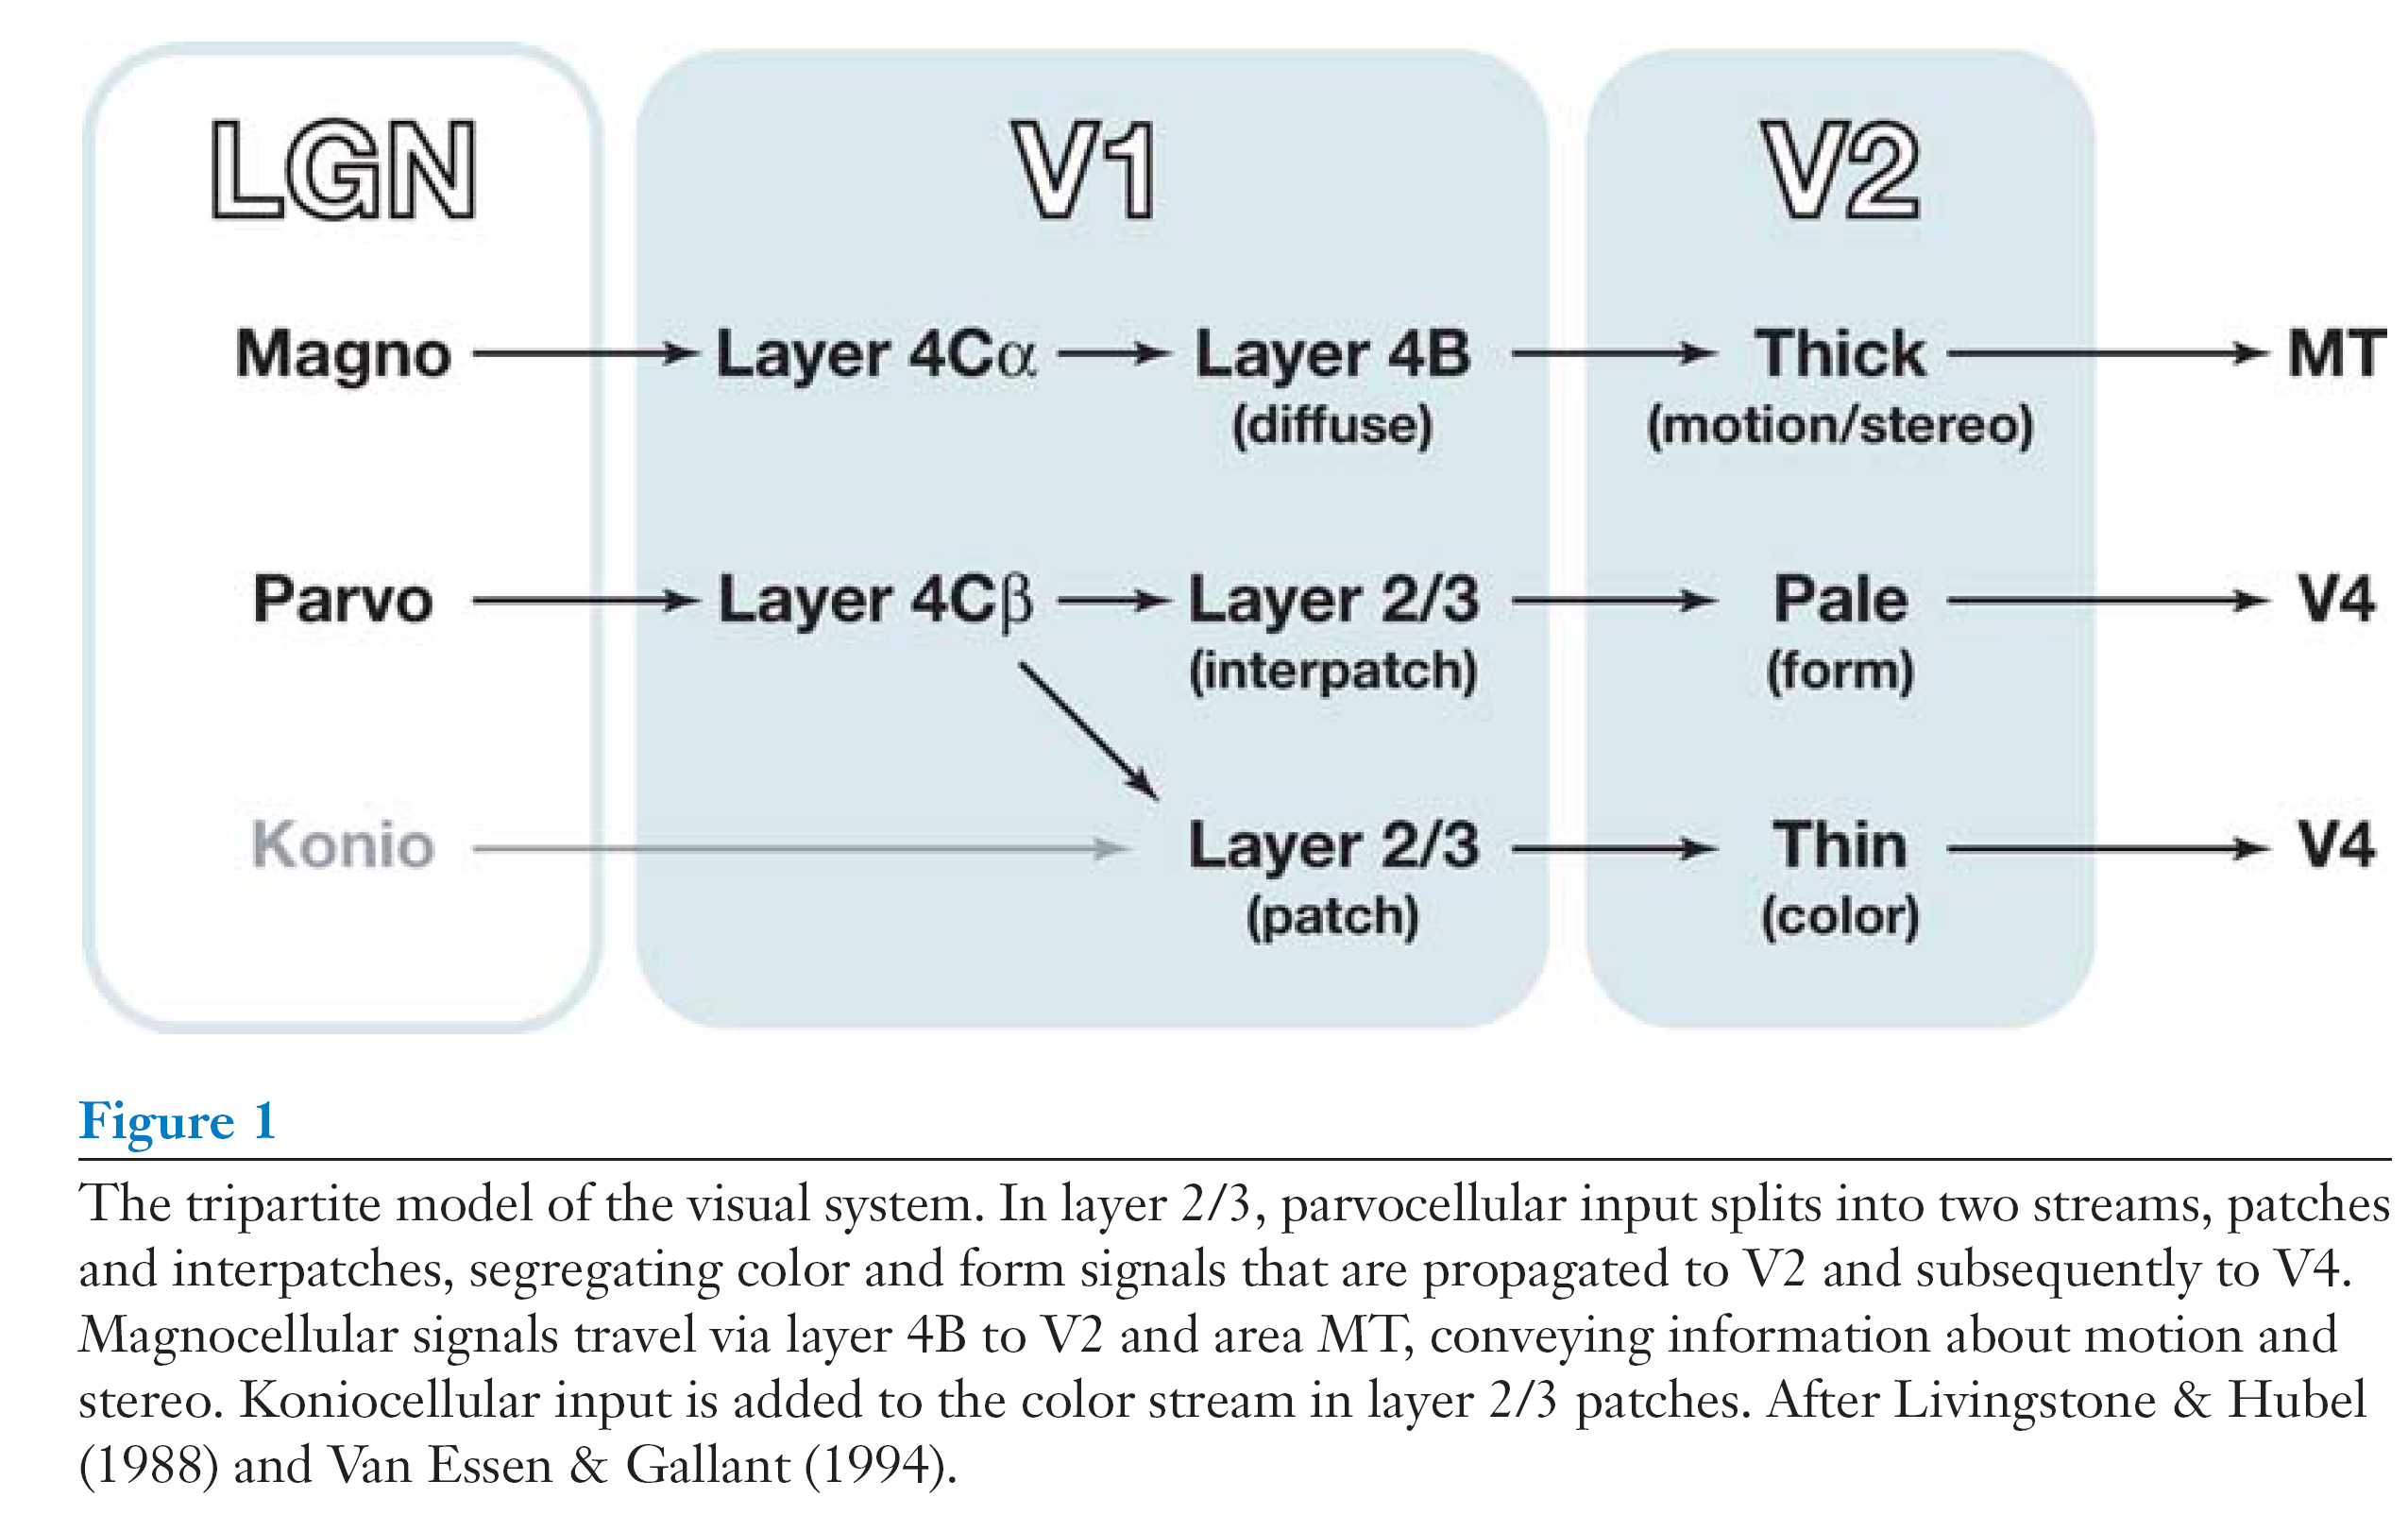 LGN V1 V2
Magno Layer 4Cα Layer 4B Thick MT
(diffuse) (motion/stereo)
Parvo Layer 4Cβ Layer 2/3 Pale V4
(interpatch) (form)
Konio Layer 2/3 Thin V4
(patch) (color)
Figure 1
The tripartite model of the visual system. In layer 2/3, parvocellular input splits into two streams, patches
and interpatches, segregating color and form signals that are propagated to V2 and subsequently to V4.
Magnocellular signals travel via layer 4B to V2 and area MT, conveying information about motion and
stereo. Koniocellular input is added to the color stream in layer 2/3 patches. After Livingstone & Hubel
(1988) and Van Essen & Gallant (1994).